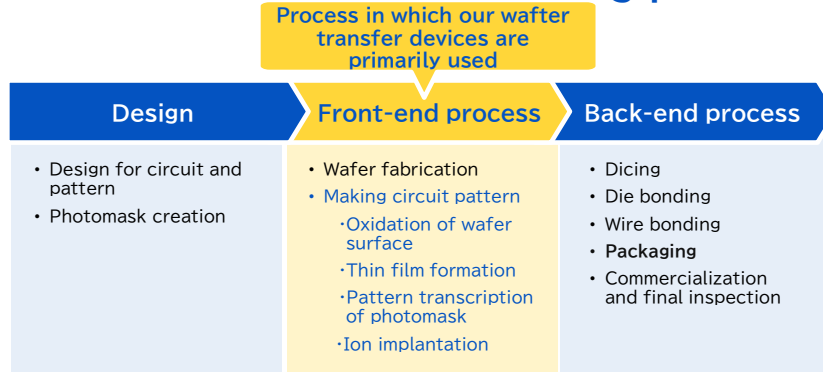 Process in which our wafter
transfer devices are
primarily used
Design
Front-end process
Back-end process
• Design for circuit and
pattern
• Photomask creation
• Wafer fabrication
• Making circuit pattern
･Oxidation of wafer
surface
･Thin film formation
･Pattern transcription
of photomask
･Ion implantation
• Dicing
• Die bonding
• Wire bonding
• Packaging
• Commercialization
and final inspection